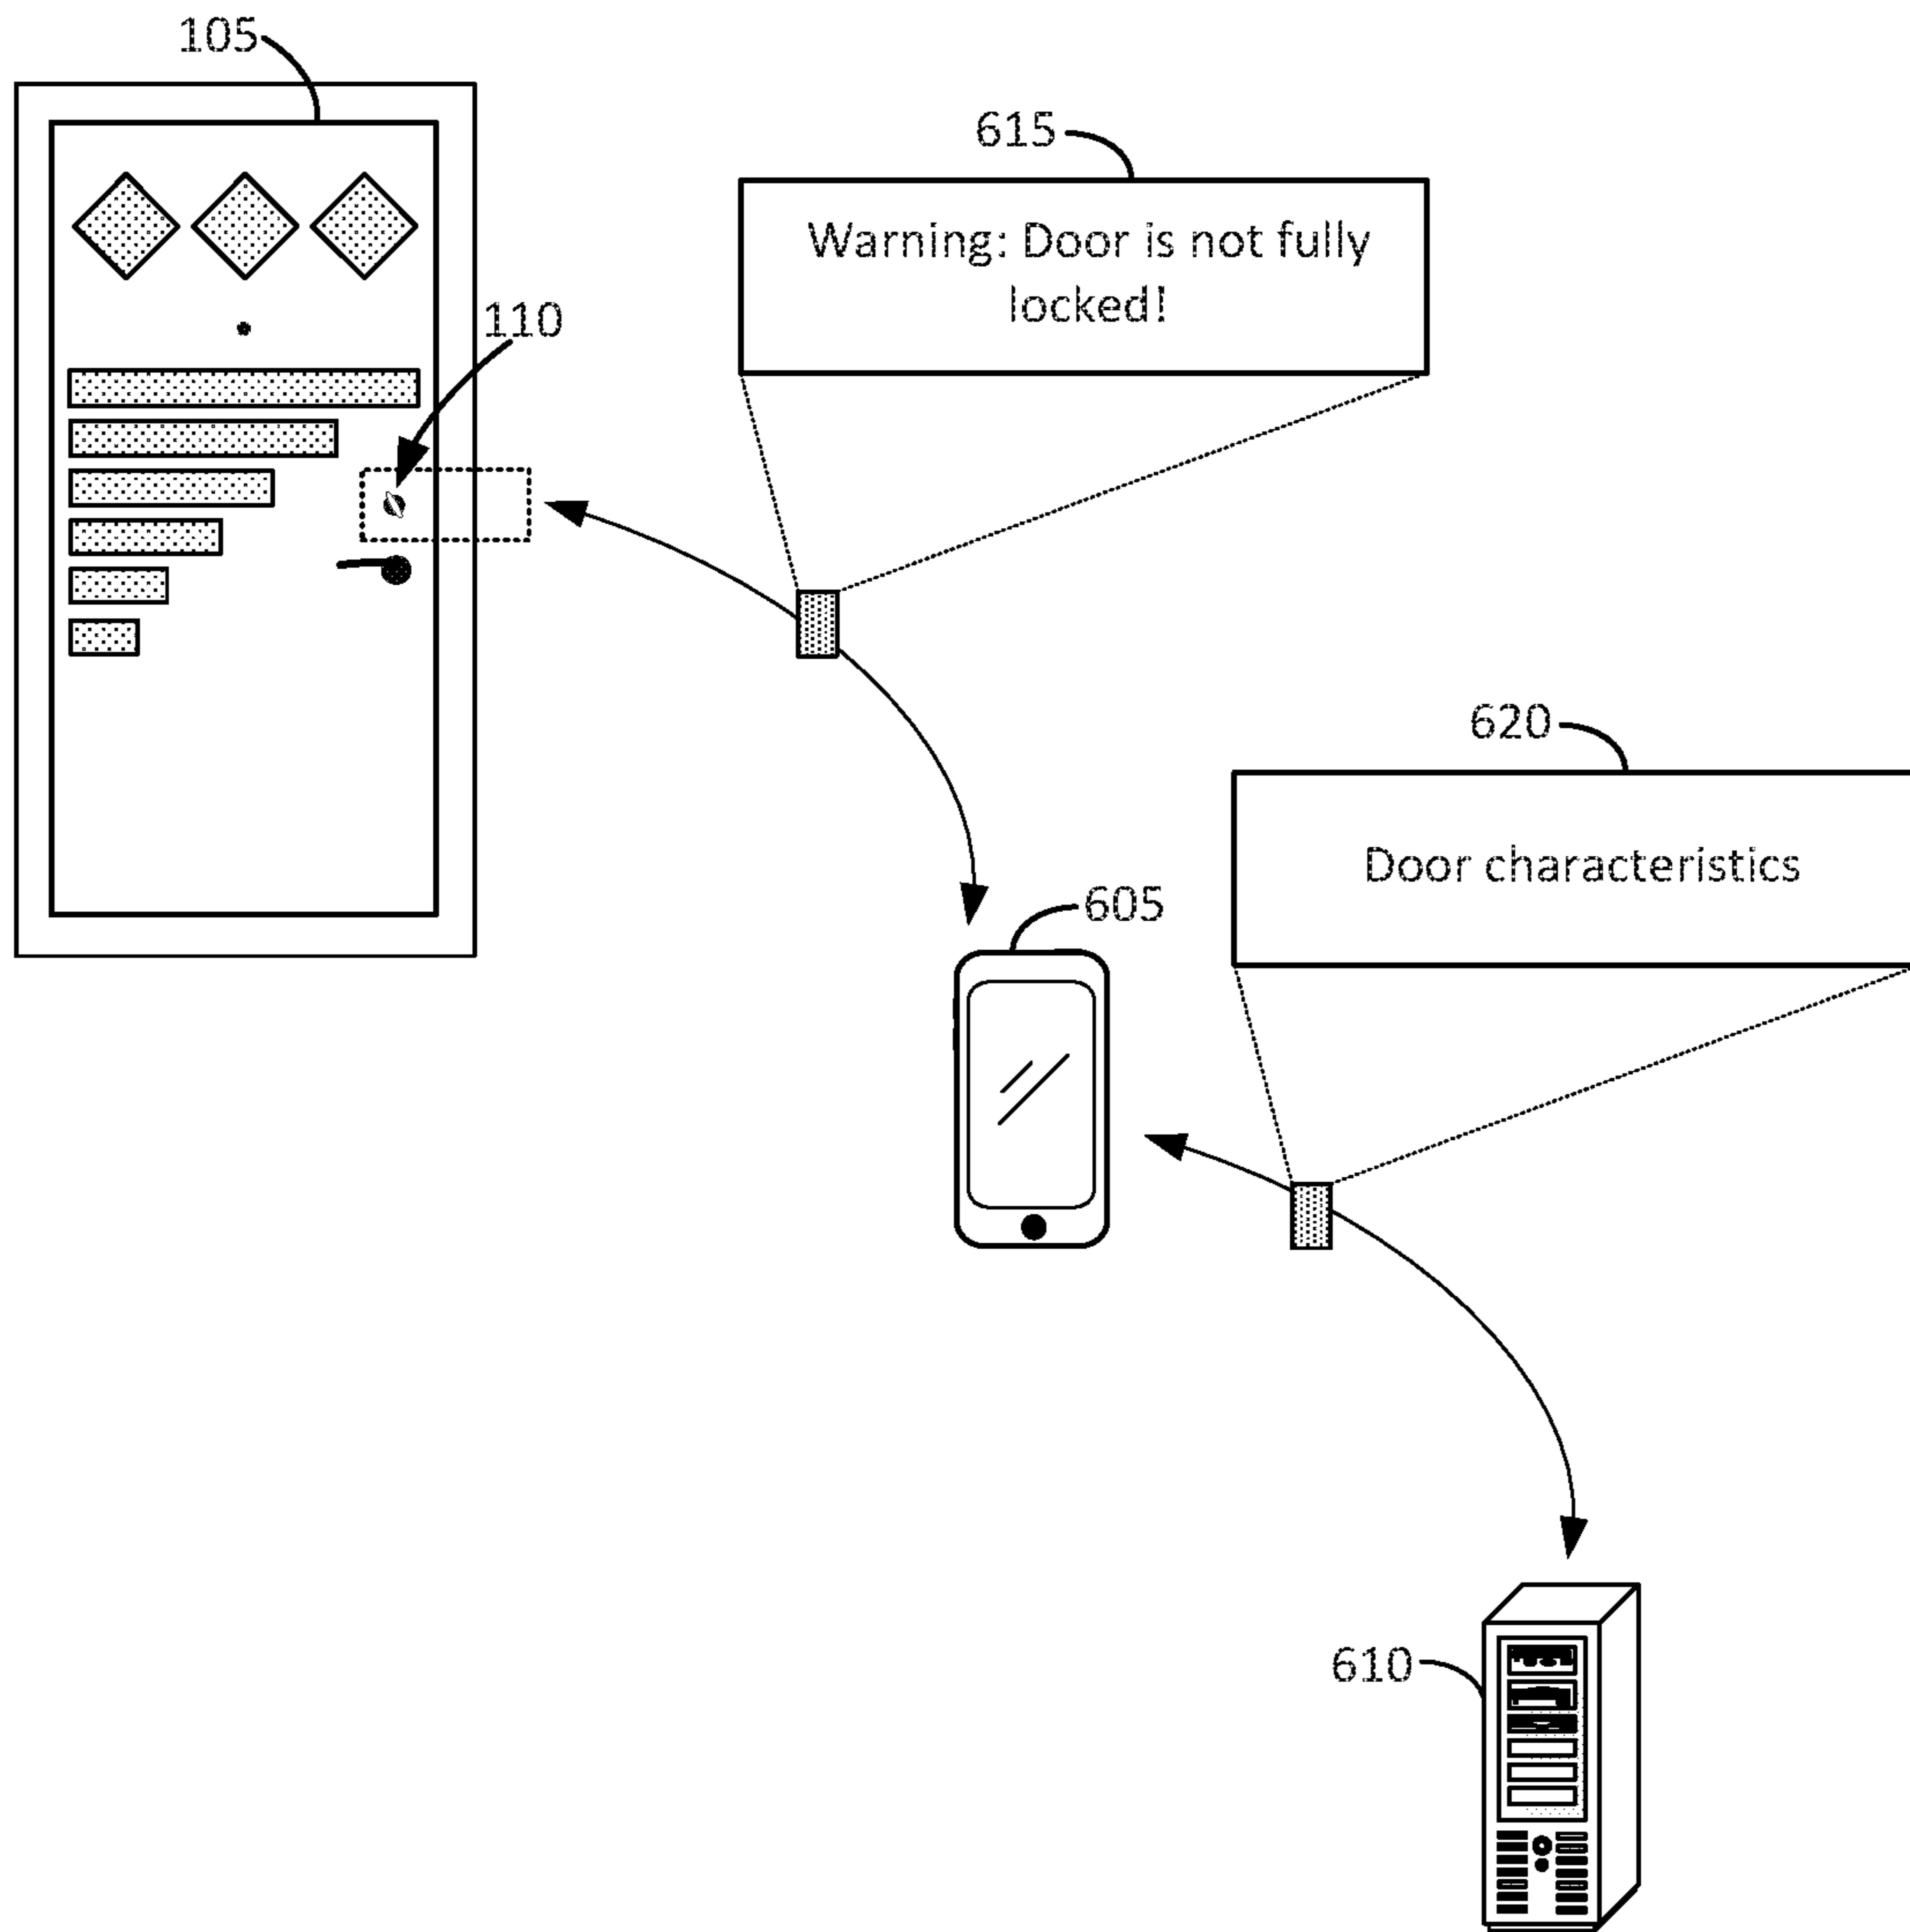 105
615
Warning: Door is not fully
locked!
110
620
Door characteristics
605
610